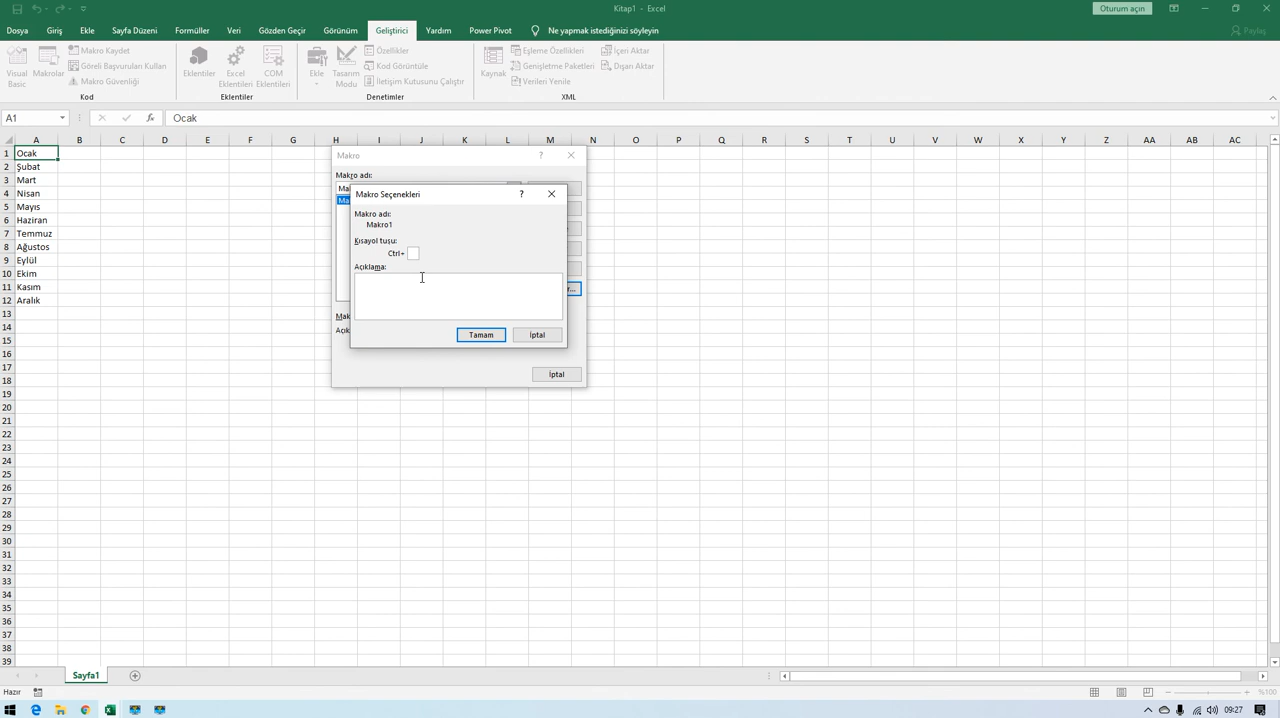 Kitap1 - Excel
Oturum açın
Dosya Giriş Ekle Sayfa Düzeni Formüller Veri Gözden Geçir Görünüm Geliştirici Yardım Power Pivot Ne yapmak istediğinizi söyleyin Paylaş
Visual Basic
Makrolar
Makro Kaydet
Göreli Başvuruları Kullan
Makro Güvenliği
Kod
Eklentiler
Excel Eklentileri
COM Eklentileri
Eklentiler
Ekle
Tasarım Modu
Özellikler
Kod Görüntüle
İletişim Kutusunu Çalıştır
Denetimler
Kaynak
Eşleme Özellikleri
Genişletme Paketleri
Verileri Yenile
İçeri Aktar
Dışarı Aktar
XML
A1 fx Ocak
A B C D E F G H I J K L M N O P Q R S T U V W X Y Z AA AB AC
1 Ocak
2 Şubat
3 Mart
4 Nisan
5 Mayıs
6 Haziran
7 Temmuz
8 Ağustos
9 Eylül
10 Ekim
11 Kasım
12 Aralık
13
14
15
16
17
18
19
20
21
22
23
24
25
26
27
28
29
30
31
32
33
34
35
36
37
38
39
Makro ?
Makro adı:
Makro Seçenekleri ?
Makro adı:
Makro1
Kısayol tuşu:
Ctrl+
Açıklama:
Tamam İptal
İptal
Sayfa1
Hazır
%100
09:27